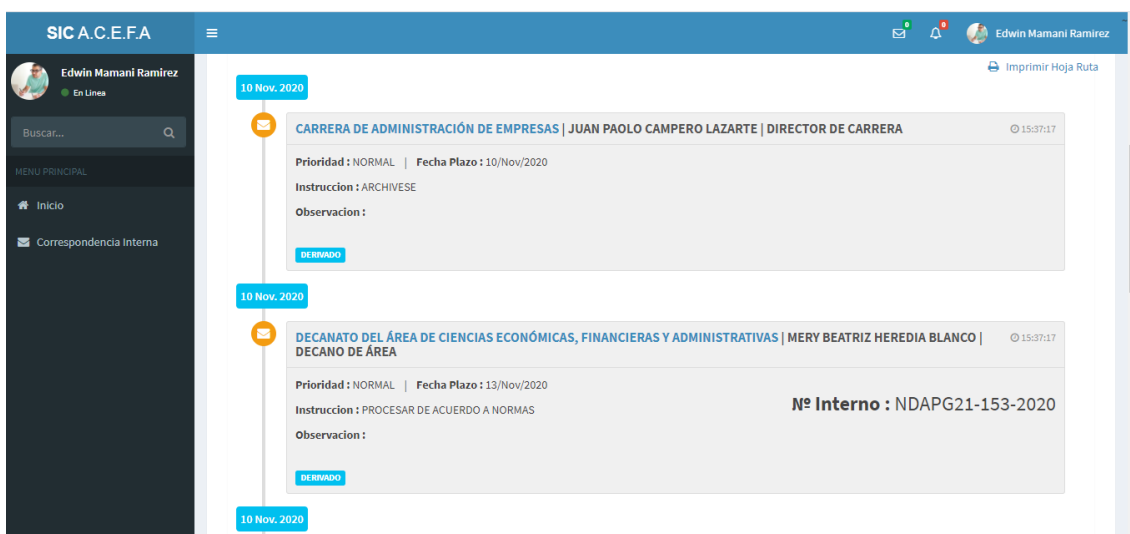 SIC A.C.E.F.A
0
0
Edwin Mamani Ramirez
Edwin Mamani Ramirez
En Linea
Buscar...
MENU PRINCIPAL
Inicio
Correspondencia Interna
Imprimir Hoja Ruta
10 Nov. 2020
CARRERA DE ADMINISTRACIÓN DE EMPRESAS | JUAN PAOLO CAMPERO LAZARTE | DIRECTOR DE CARRERA
15:37:17
Prioridad : NORMAL | Fecha Plazo : 10/Nov/2020
Instruccion : ARCHIVESE
Observacion :
DERIVADO
10 Nov. 2020
DECANATO DEL ÁREA DE CIENCIAS ECONÓMICAS, FINANCIERAS Y ADMINISTRATIVAS | MERY BEATRIZ HEREDIA BLANCO |
DECANO DE ÁREA
15:37:17
Prioridad : NORMAL | Fecha Plazo : 13/Nov/2020
Instruccion : PROCESAR DE ACUERDO A NORMAS
Nº Interno : NDAPG21-153-2020
Observacion :
DERIVADO
10 Nov. 2020